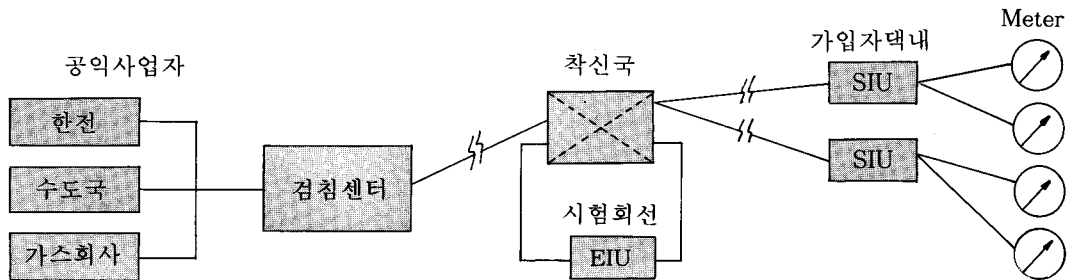 Meter
가입자댁내
공익사업자
착신국
SIU
한전
SIU
수도국
검침센터
시험회선
가스회사
EIU